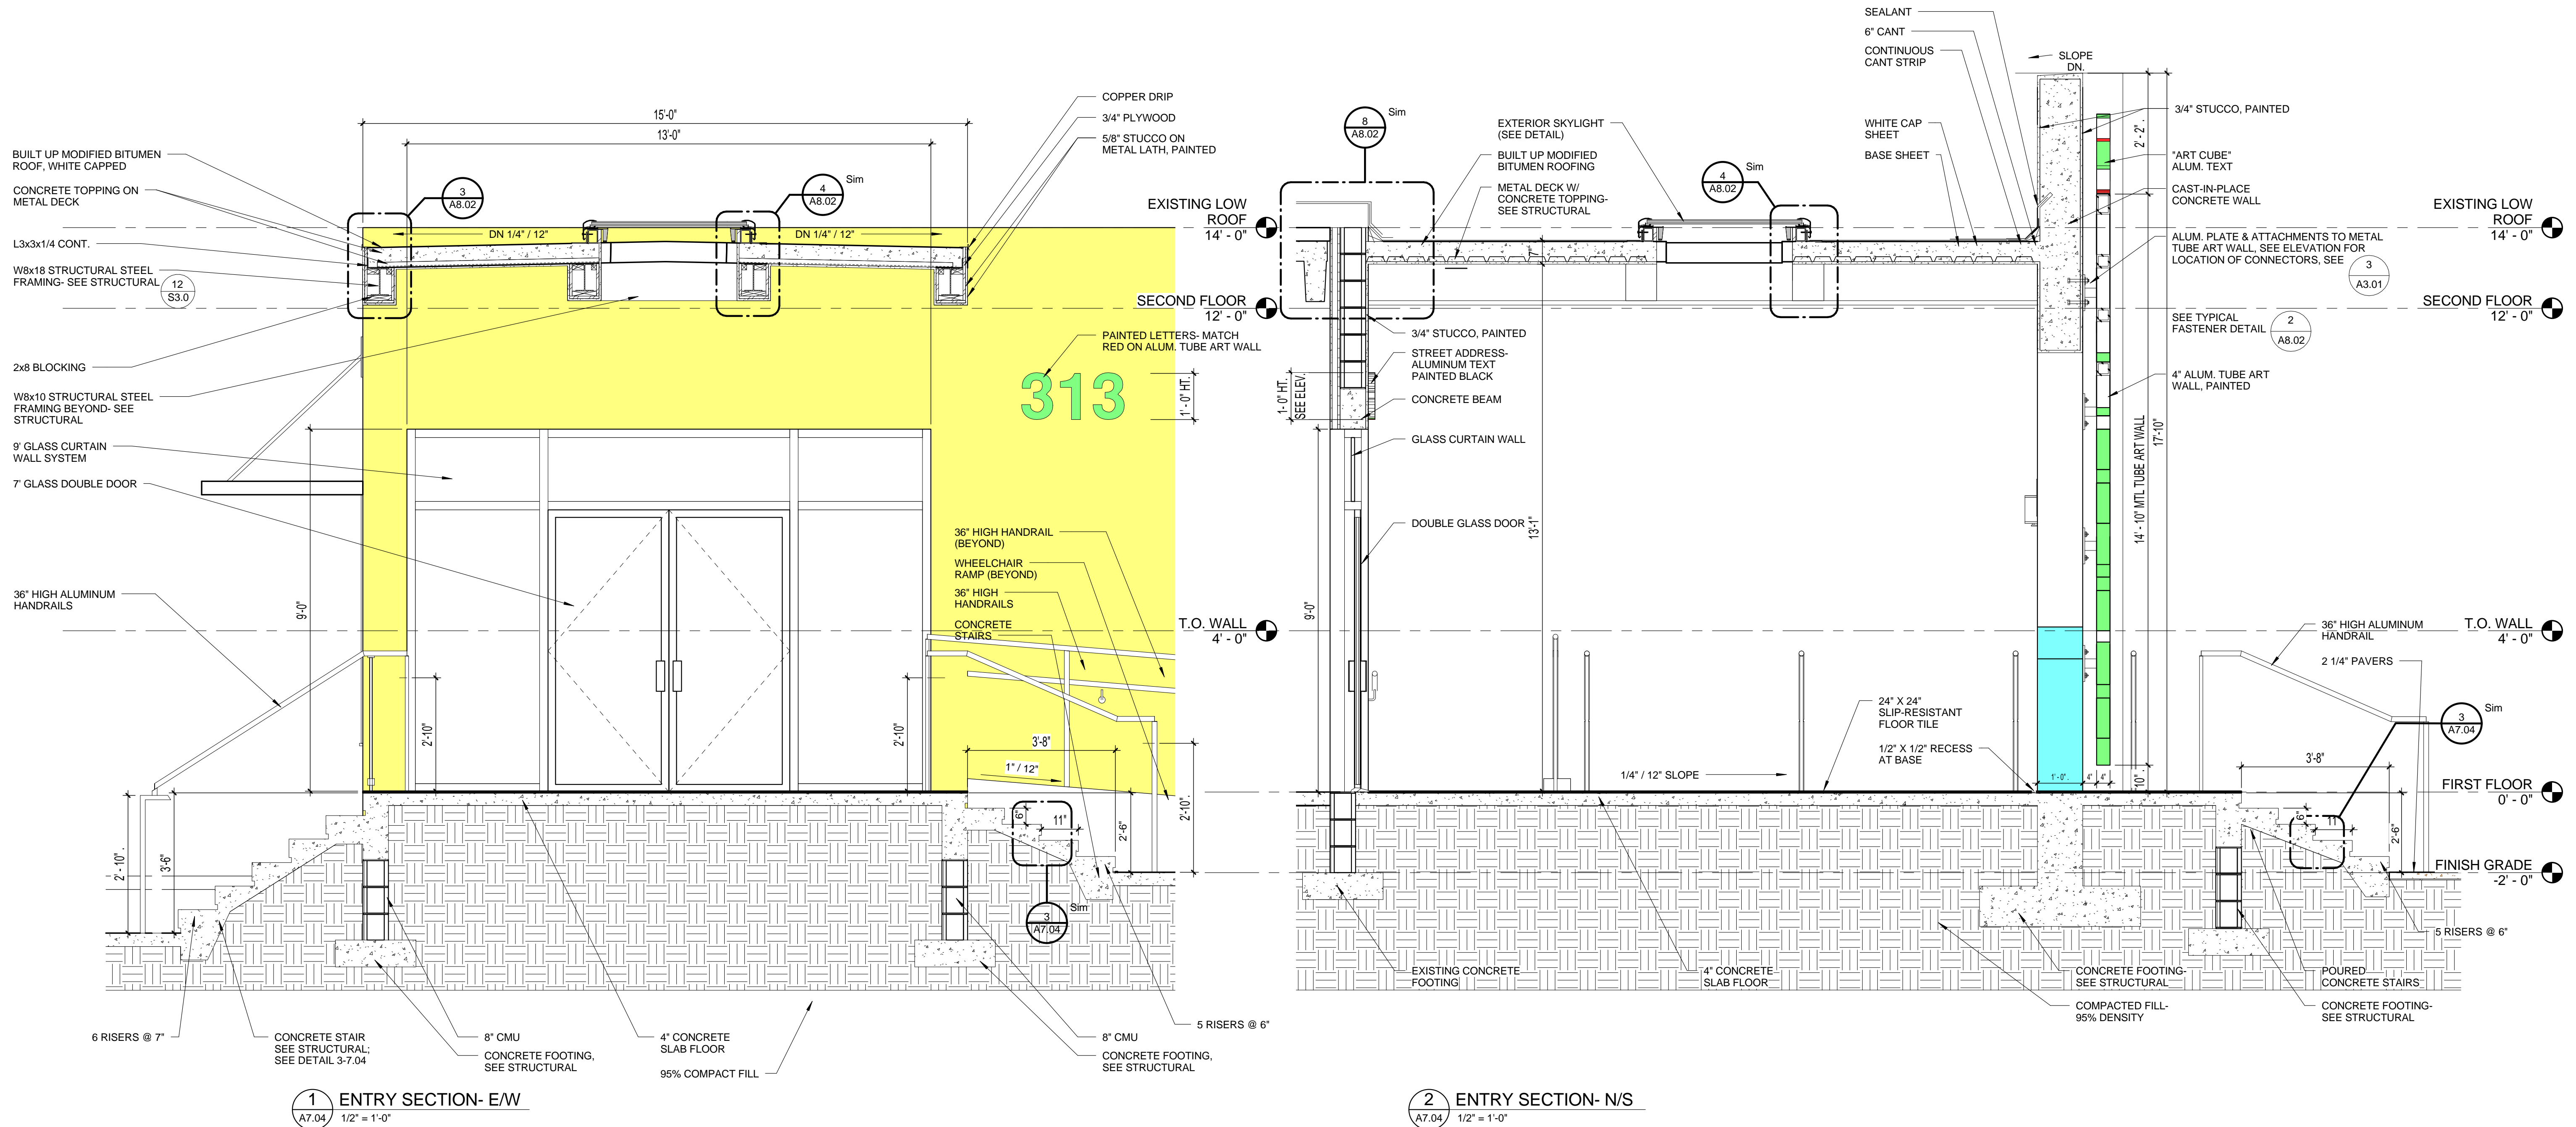 BUILT UP MODIFIED BITUMEN
ROOF, WHITE CAPPED
CONCRETE TOPPING ON
METAL DECK
L3x3x1/4 CONT.
W8x18 STRUCTURAL STEEL
FRAMING- SEE STRUCTURAL
12
S3.0
2x8 BLOCKING
W8x10 STRUCTURAL STEEL
FRAMING BEYOND- SEE
STRUCTURAL
9' GLASS CURTAIN
WALL SYSTEM
7' GLASS DOUBLE DOOR
36" HIGH ALUMINUM
HANDRAILS
15'-0"
13'-0"
3
A8.02
4
A8.02
Sim
DN 1/4" / 12"
DN 1/4" / 12"
COPPER DRIP
3/4" PLYWOOD
5/8" STUCCO ON
METAL LATH, PAINTED
EXISTING LOW
ROOF
14' - 0"
SECOND FLOOR
12' - 0"
PAINTED LETTERS- MATCH
RED ON ALUM. TUBE ART WALL
313
1' - 0" HT.
36" HIGH HANDRAIL
(BEYOND)
WHEELCHAIR
RAMP (BEYOND)
36" HIGH
HANDRAILS
CONCRETE
STAIRS
T.O. WALL
4' - 0"
9'-0"
2'-10"
2'-10"
3'-8"
1" / 12"
6"
11"
2'-6"
2'-10"
2' - 10"
3'-6"
3
A7.04
Sim
6 RISERS @ 7"
CONCRETE STAIR
SEE STRUCTURAL;
SEE DETAIL 3-7.04
8" CMU
CONCRETE FOOTING,
SEE STRUCTURAL
4" CONCRETE
SLAB FLOOR
95% COMPACT FILL
8" CMU
CONCRETE FOOTING,
SEE STRUCTURAL
5 RISERS @ 6"
1
A7.04
ENTRY SECTION- E/W
1/2" = 1'-0"
8
A8.02
Sim
EXTERIOR SKYLIGHT
(SEE DETAIL)
BUILT UP MODIFIED
BITUMEN ROOFING
METAL DECK W/
CONCRETE TOPPING-
SEE STRUCTURAL
4
A8.02
Sim
SEALANT
6" CANT
CONTINUOUS
CANT STRIP
WHITE CAP
SHEET
BASE SHEET
SLOPE
DN.
3/4" STUCCO, PAINTED
"ART CUBE"
ALUM. TEXT
CAST-IN-PLACE
CONCRETE WALL
ALUM. PLATE & ATTACHMENTS TO METAL
TUBE ART WALL, SEE ELEVATION FOR
LOCATION OF CONNECTORS, SEE
3
A3.01
SEE TYPICAL
FASTENER DETAIL
2
A8.02
4" ALUM. TUBE ART
WALL, PAINTED
2' - 2"
7"
13'-1"
14' - 10" MTL TUBE ART WALL
17'-10"
3/4" STUCCO, PAINTED
STREET ADDRESS-
ALUMINUM TEXT
PAINTED BLACK
CONCRETE BEAM
GLASS CURTAIN WALL
DOUBLE GLASS DOOR
1- 0" HT.
SEE ELEV.
9'-0"
24" X 24"
SLIP-RESISTANT
FLOOR TILE
1/2" X 1/2" RECESS
AT BASE
1/4" / 12" SLOPE
1' - 0"
4"
4"
10"
36" HIGH ALUMINUM
HANDRAIL
2 1/4" PAVERS
3
A7.04
Sim
3'-8"
6"
11
2'-6"
EXISTING LOW
ROOF
14' - 0"
SECOND FLOOR
12' - 0"
T.O. WALL
4' - 0"
FIRST FLOOR
0' - 0"
FINISH GRADE
-2' - 0"
5 RISERS @ 6"
EXISTING CONCRETE
FOOTING
4" CONCRETE
SLAB FLOOR
CONCRETE FOOTING-
SEE STRUCTURAL
COMPACTED FILL-
95% DENSITY
POURED
CONCRETE STAIRS
CONCRETE FOOTING-
SEE STRUCTURAL
2
A7.04
ENTRY SECTION- N/S
1/2" = 1'-0"